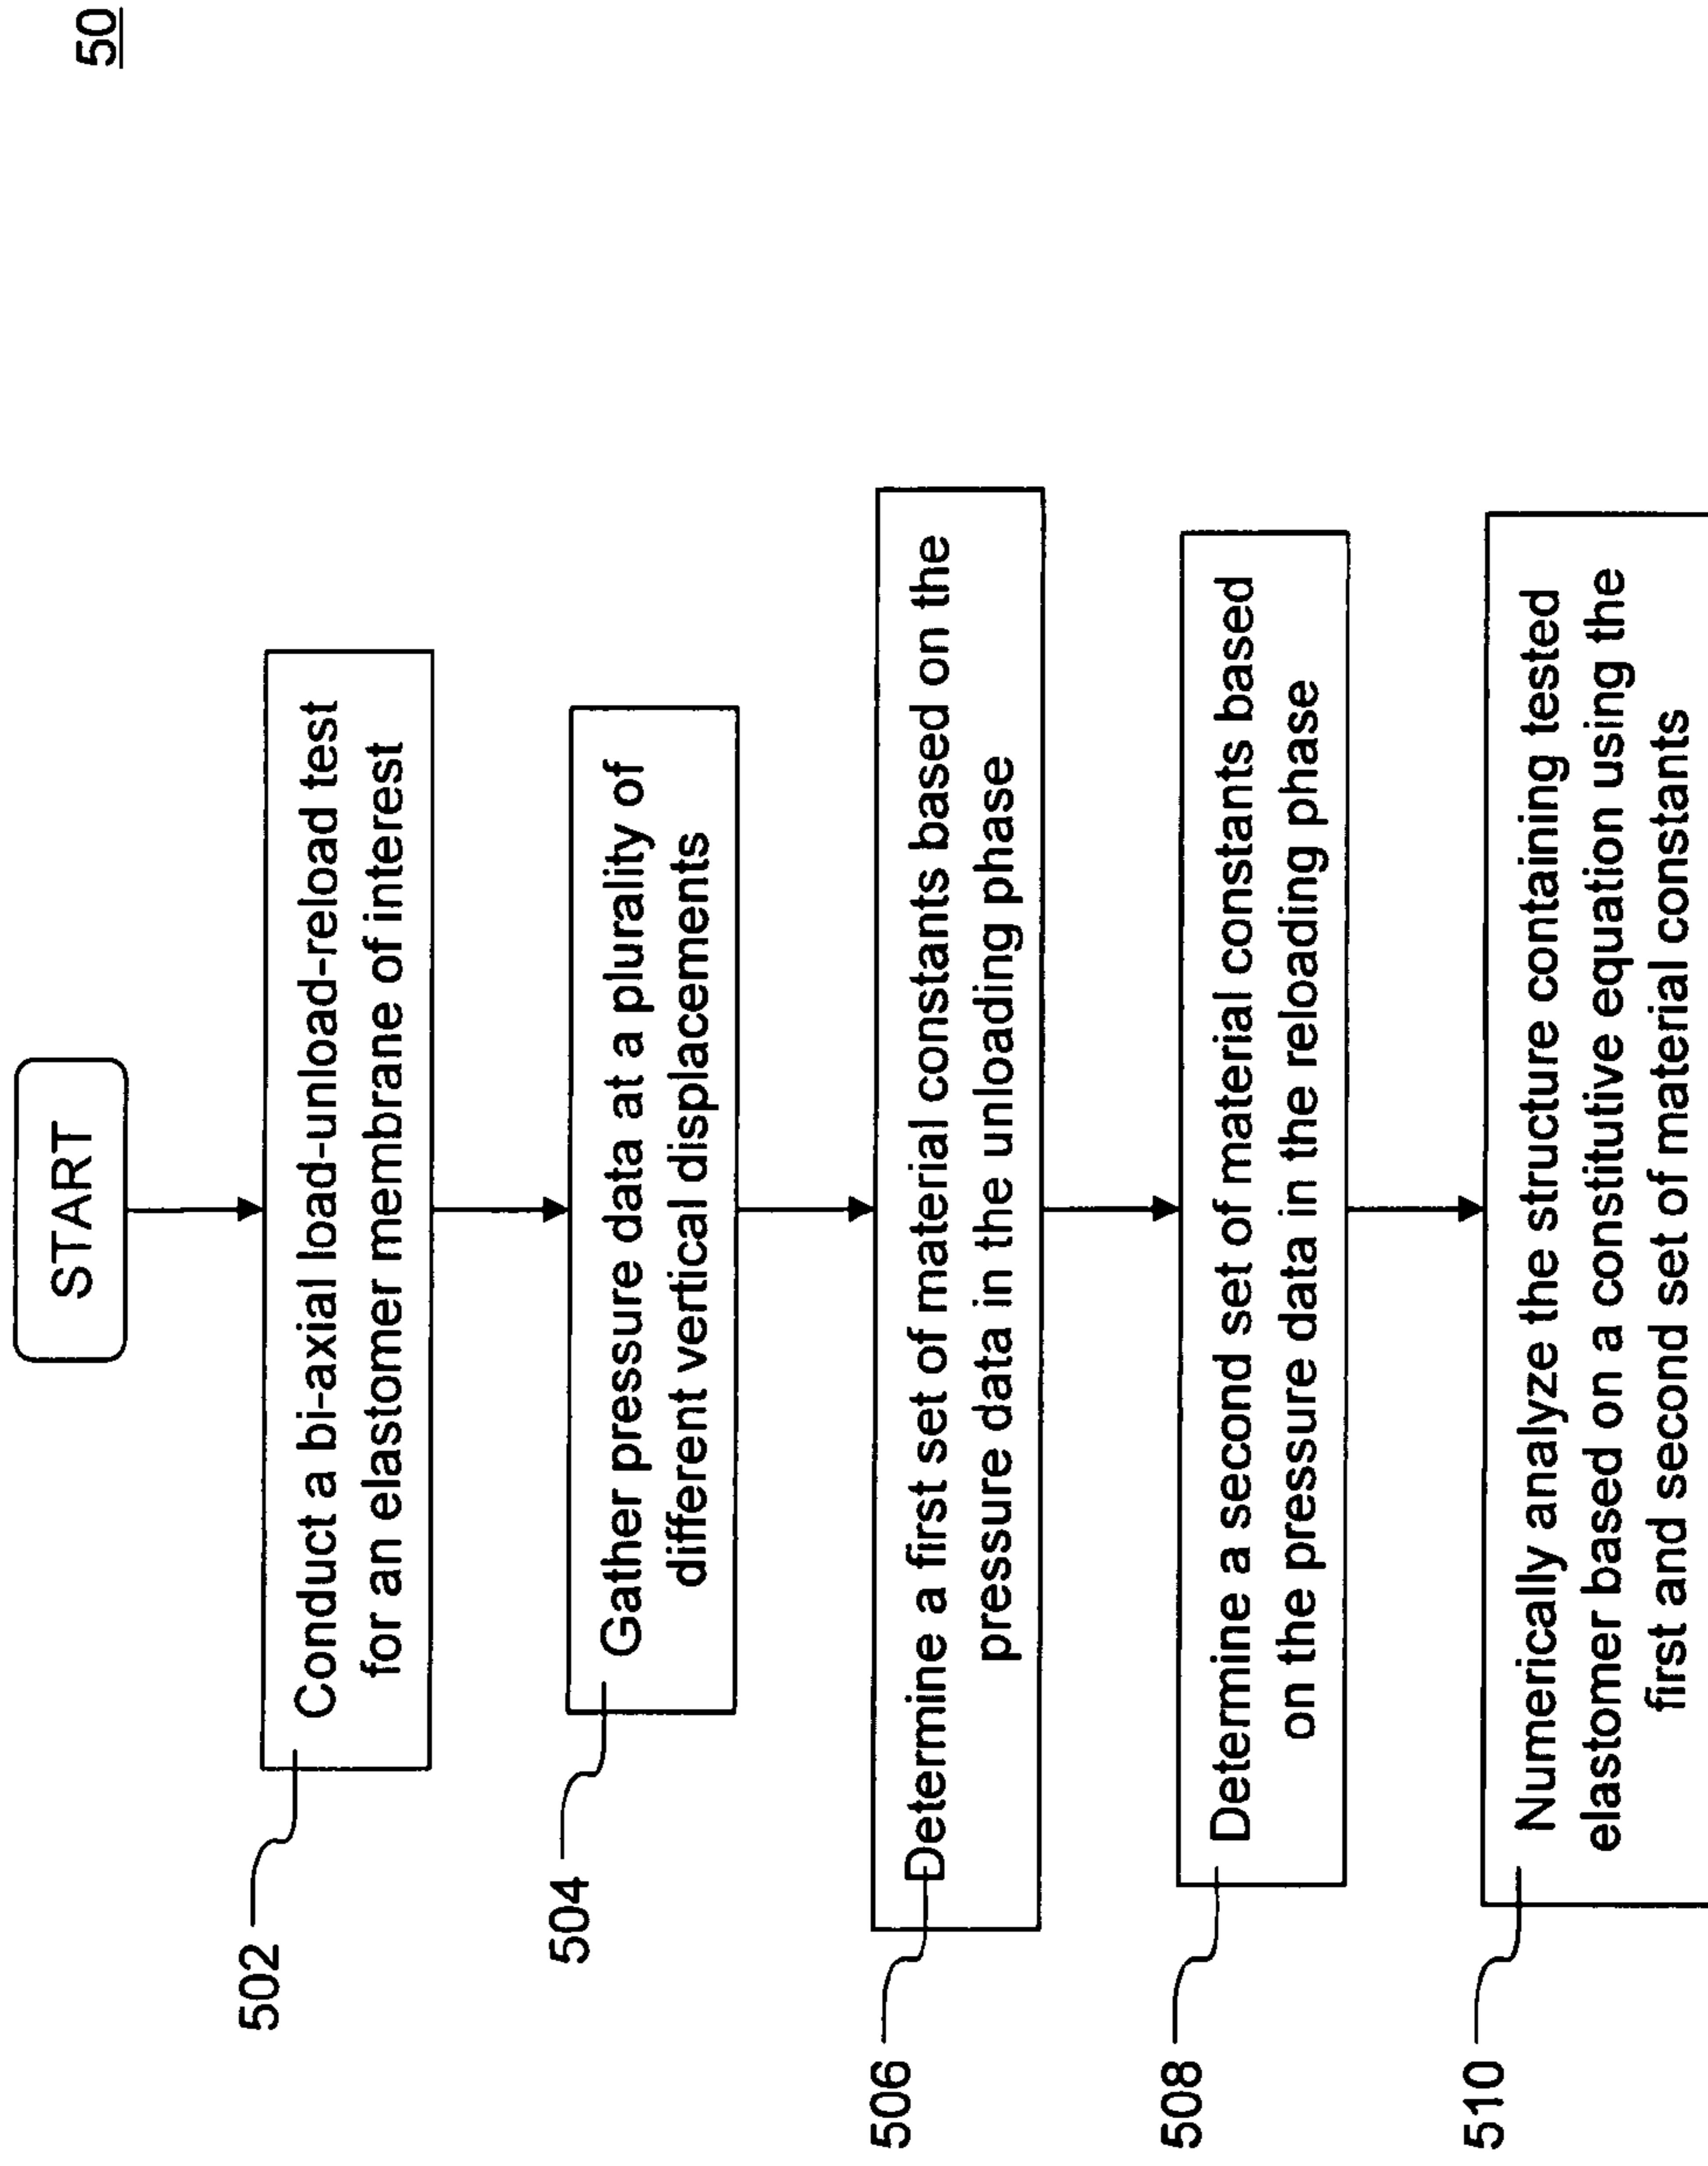 50
START
502
Conduct a bi-axial load-unload-reload test
for an elastomer membrane of interest
504
Gather pressure data at a plurality of
different vertical displacements
506
Determine a first set of material constants based on the
pressure data in the unloading phase
508
Determine a second set of material constants based
on the pressure data in the reloading phase
510
Numerically analyze the structure containing tested
elastomer based on a constitutive equation using the
first and second set of material constants